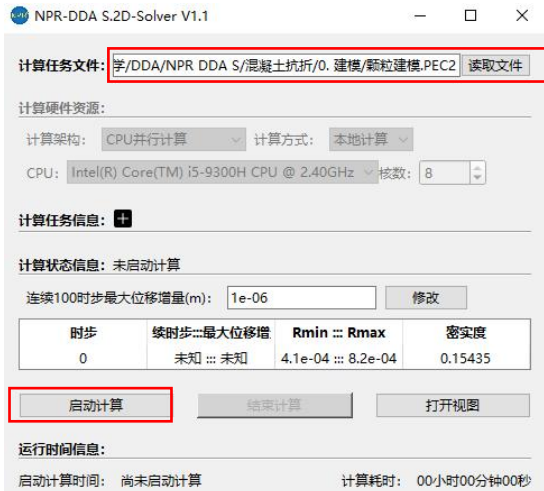 NPR-DDA S.2D-Solver V1.1
计算任务文件: 学/DDA/NPR DDA S/混凝土抗折/0. 建模/颗粒建模.PEC2 读取文件
计算硬件资源:
计算架构: CPU并行计算 计算方式: 本地计算
CPU: Intel(R) Core(TM) i5-9300H CPU @ 2.40GHz 核数: 8
计算任务信息:
计算状态信息: 未启动计算
连续100时步最大位移增量(m): 1e-06 修改
时步 续时步:::最大位移增 Rmin ::: Rmax 密实度
0 未知 ::: 未知 4.1e-04 ::: 8.2e-04 0.15435
启动计算 结束计算 打开视图
运行时间信息:
启动计算时间: 尚未启动计算 计算耗时: 00小时00分钟00秒